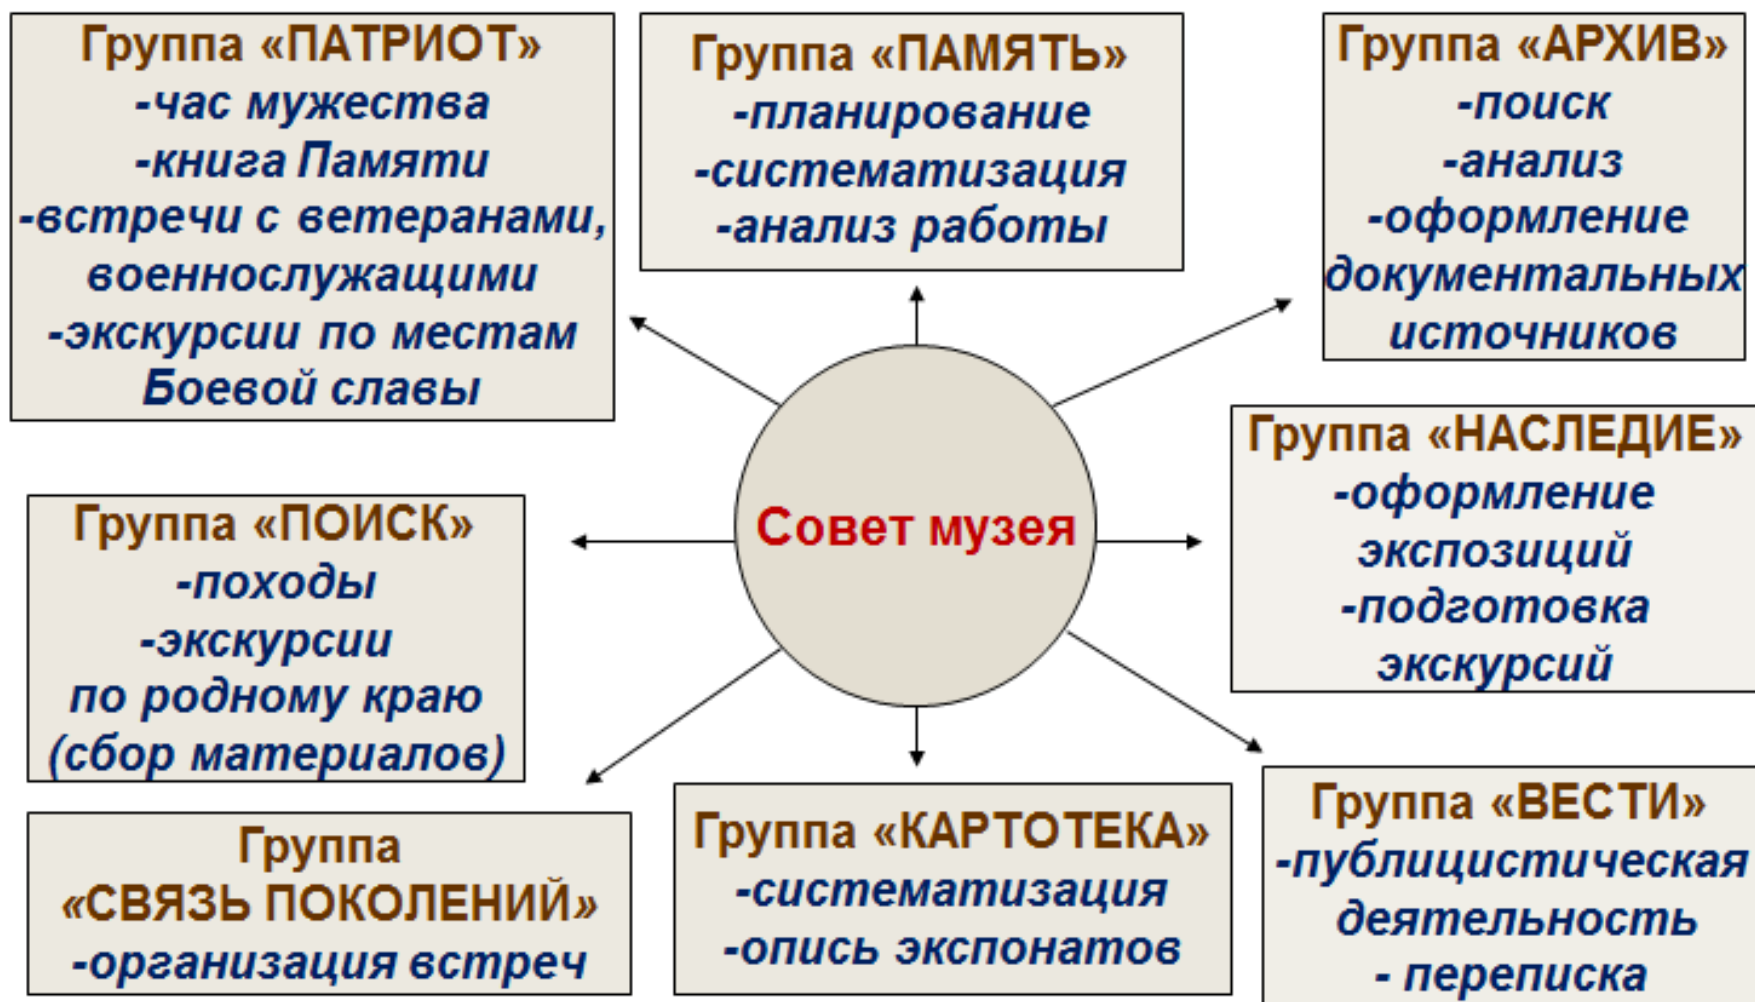 Группа «ПАТРИОТ»
-час мужества
-книга Памяти
-встречи с ветеранами,
военнослужащими
-экскурсии по местам
Боевой славы
Группа «ПАМЯТЬ»
-планирование
-систематизация
-анализ работы
Группа «АРХИВ»
-поиск
-анализ
-оформление
документальных
источников
Группа «ПОИСК»
-походы
-экскурсии
по родному краю
(сбор материалов)
Совет музея
Группа «НАСЛЕДИЕ»
-оформление
экспозиций
-подготовка
экскурсий
Группа
«СВЯЗЬ ПОКОЛЕНИЙ»
-организация встреч
Группа «КАРТОТЕКА»
-систематизация
-опись экспонатов
Группа «ВЕСТИ»
-публицистическая
деятельность
- переписка